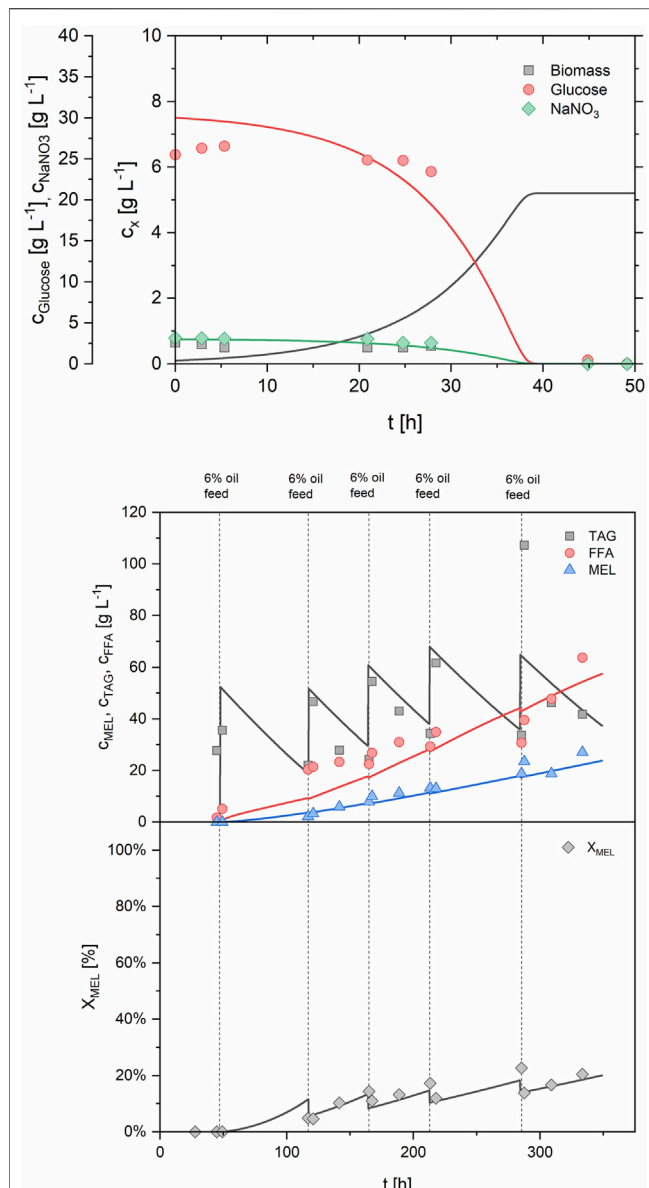 40
35
30
25
20
15
10
5
0
c_Glucose [g L⁻¹], c_NaNO3 [g L⁻¹]
10
8
6
4
2
0
c_x [g L⁻¹]
Biomass
Glucose
NaNO₃
0 10 20 30 40 50
t [h]
6% oil feed
6% oil feed
6% oil feed
6% oil feed
6% oil feed
120
100
80
60
40
20
0
c_MEL, c_TAG, c_FFA [g L⁻¹]
TAG
FFA
MEL
100%
80%
60%
40%
20%
0%
X_MEL [%]
X_MEL
0 100 200 300
t [h]